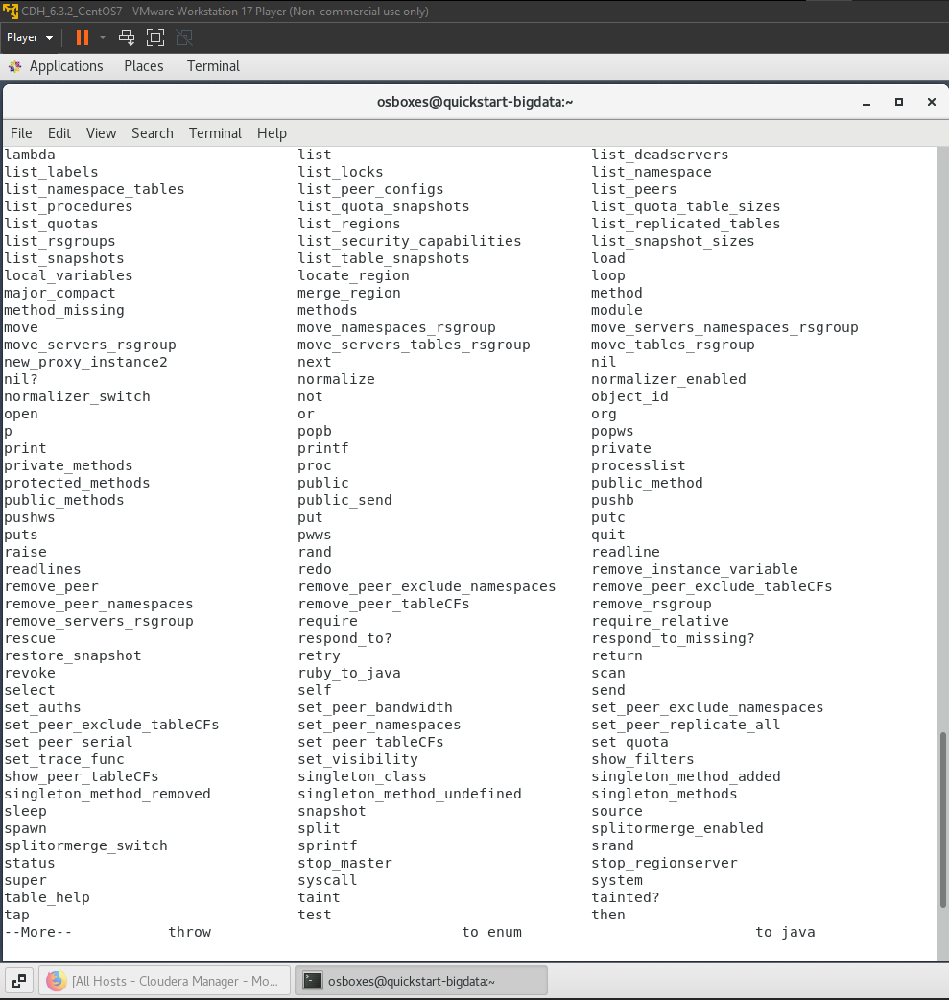 CDH_6.3.2_CentOS7 - VMware Workstation 17 Player (Non-commercial use only)
Player
Applications Places Terminal
osboxes@quickstart-bigdata:~
File Edit View Search Terminal Help
lambda list list_deadservers
list_labels list_locks list_namespace
list_namespace_tables list_peer_configs list_peers
list_procedures list_quota_snapshots list_quota_table_sizes
list_quotas list_regions list_replicated_tables
list_rsgroups list_security_capabilities list_snapshot_sizes
list_snapshots list_table_snapshots load
local_variables locate_region loop
major_compact merge_region method
method_missing methods module
move move_namespaces_rsgroup move_servers_namespaces_rsgroup
move_servers_rsgroup move_servers_tables_rsgroup move_tables_rsgroup
new_proxy_instance2 next nil
nil? normalize normalizer_enabled
normalizer_switch not object_id
open or org
p popb popws
print printf private
private_methods proc processlist
protected_methods public public_method
public_methods public_send pushb
pushws put putc
puts pwws quit
raise rand readline
readlines redo remove_instance_variable
remove_peer remove_peer_exclude_namespaces remove_peer_exclude_tableCFs
remove_peer_namespaces remove_peer_tableCFs remove_rsgroup
remove_servers_rsgroup require require_relative
rescue respond_to? respond_to_missing?
restore_snapshot retry return
revoke ruby_to_java scan
select self send
set_auths set_peer_bandwidth set_peer_exclude_namespaces
set_peer_exclude_tableCFs set_peer_namespaces set_peer_replicate_all
set_peer_serial set_peer_tableCFs set_quota
set_trace_func set_visibility show_filters
show_peer_tableCFs singleton_class singleton_method_added
singleton_method_removed singleton_method_undefined singleton_methods
sleep snapshot source
spawn split splitormerge_enabled
splitormerge_switch sprintf srand
status stop_master stop_regionserver
super syscall system
table_help taint tainted?
tap test then
--More-- throw to_enum to_java
[All Hosts - Cloudera Manager - Mo... osboxes@quickstart-bigdata:~